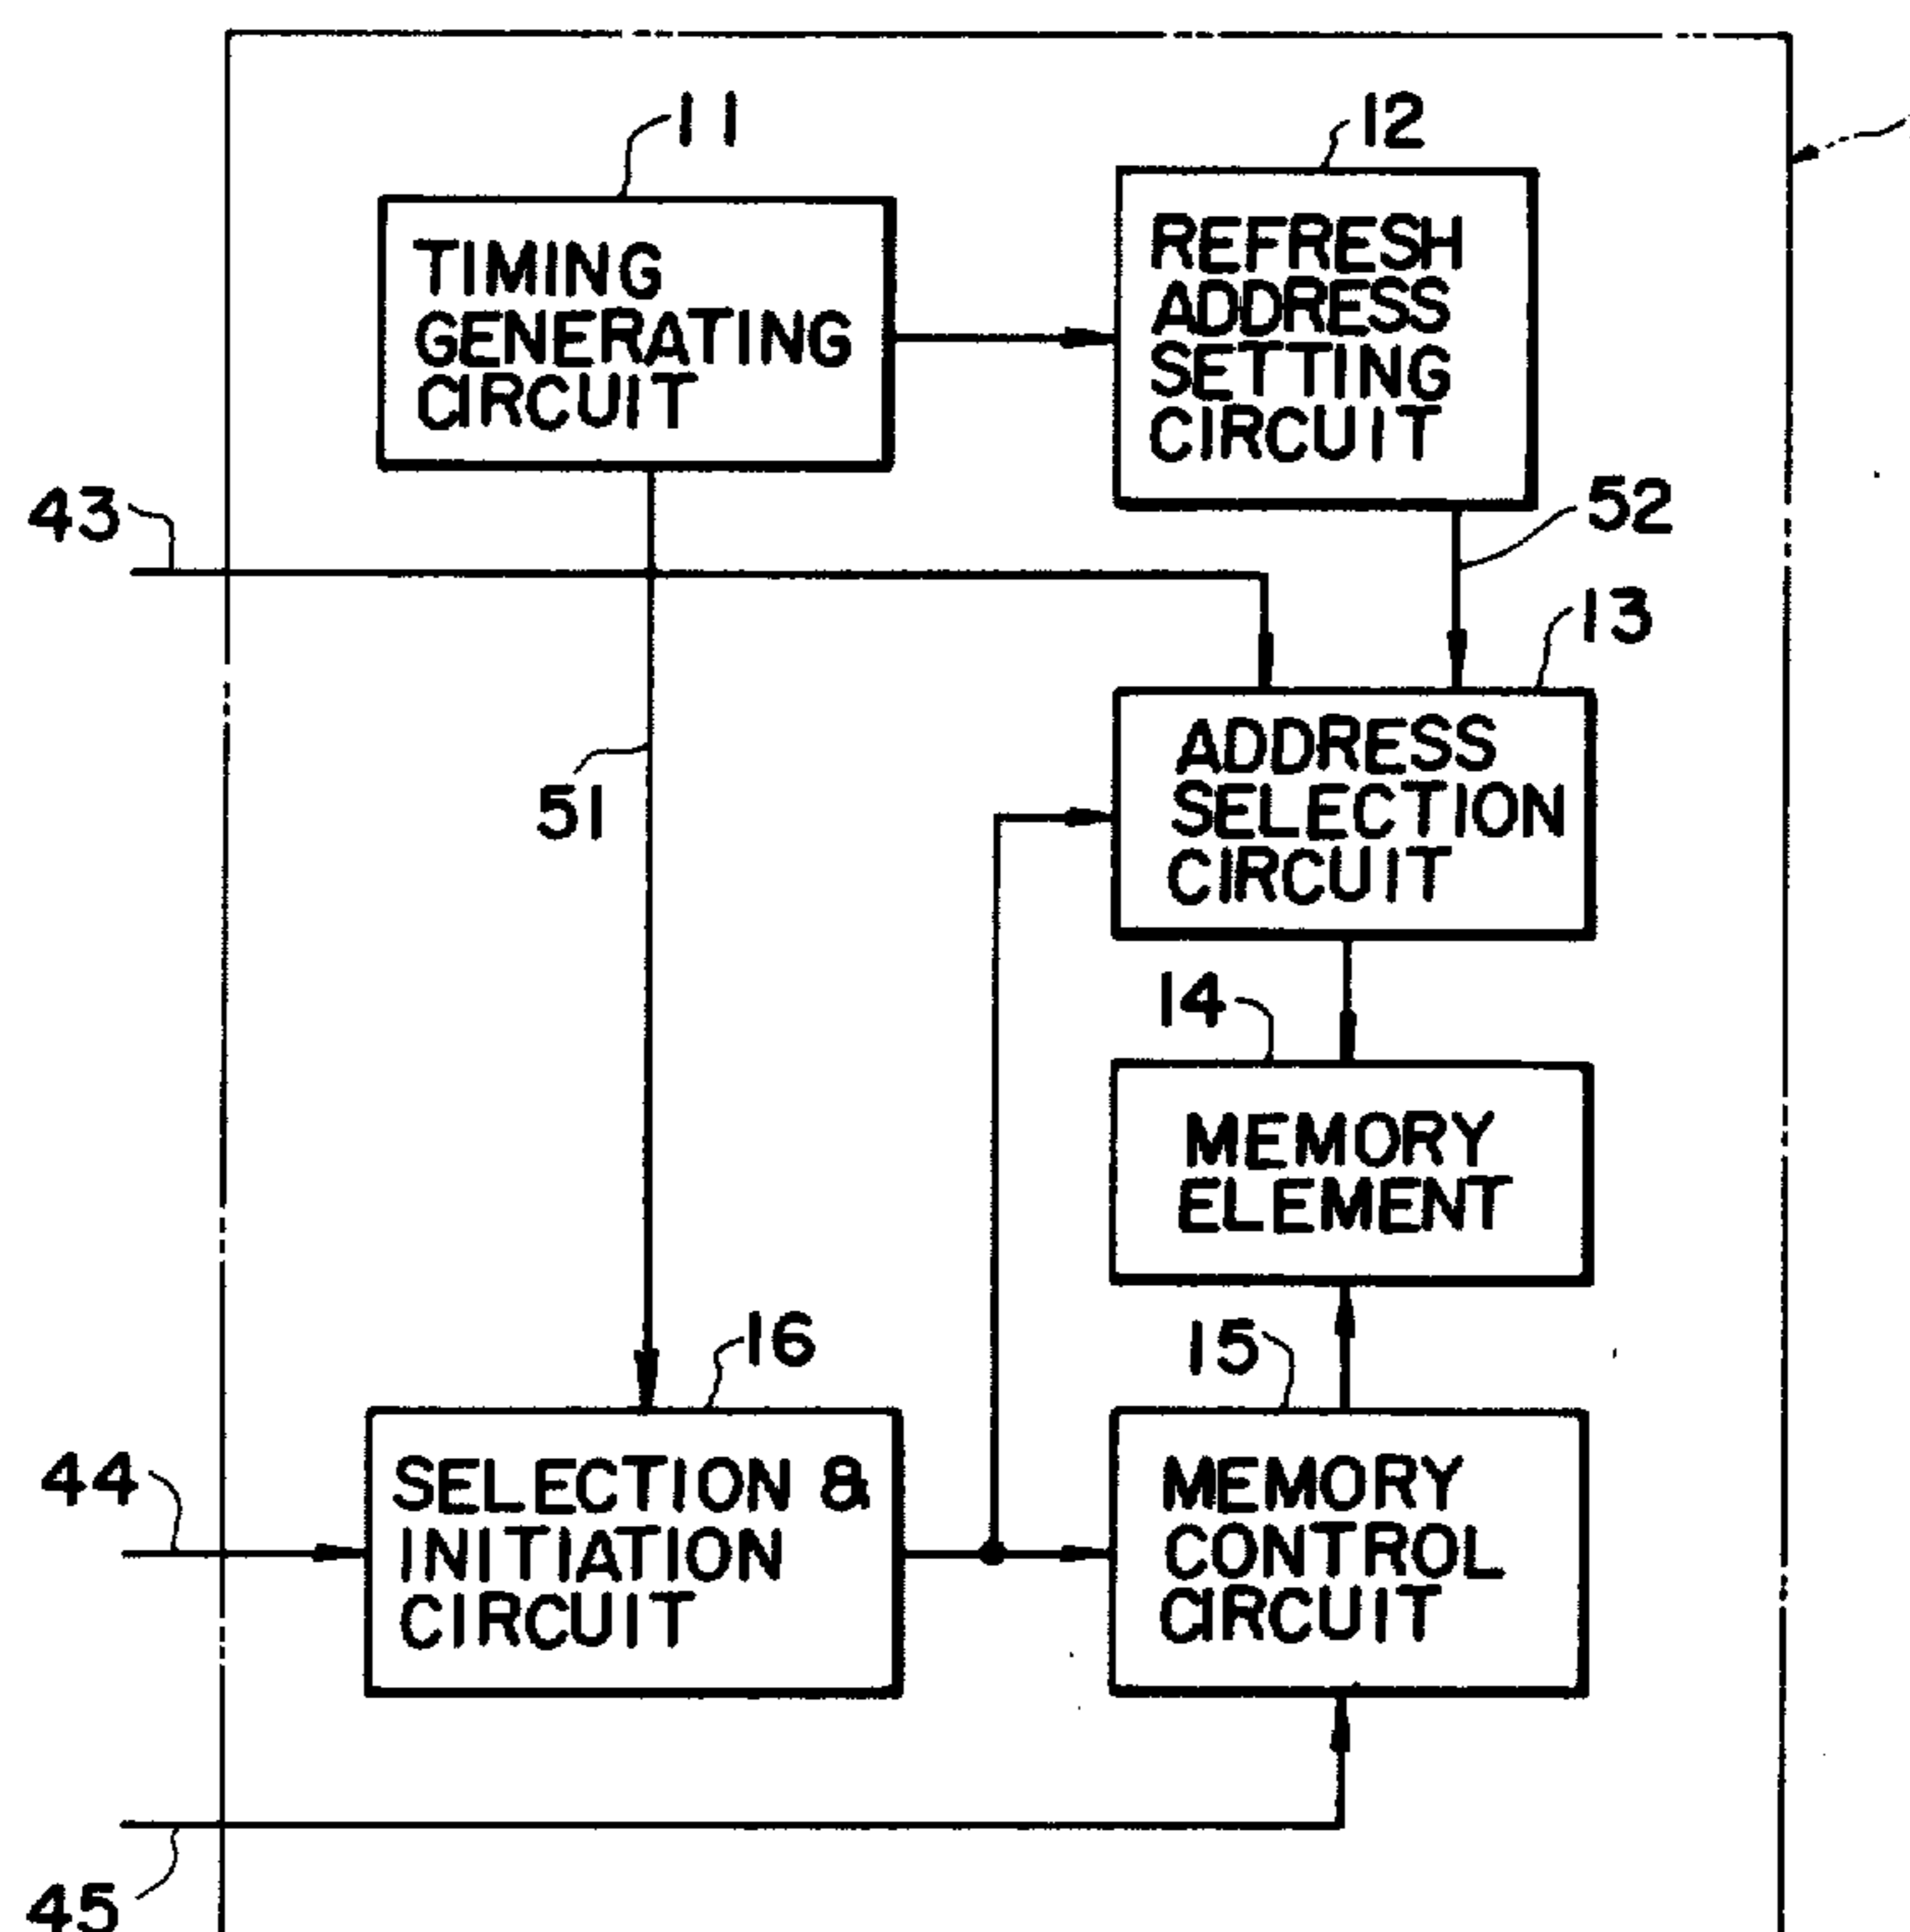 11
12
TIMING
GENERATING
CIRCUIT
REFRESH
ADDRESS
SETTING
CIRCUIT
43
52
13
51
ADDRESS
SELECTION
CIRCUIT
14
MEMORY
ELEMENT
16
15
44
SELECTION &
INITIATION
CIRCUIT
MEMORY
CONTROL
CIRCUIT
45